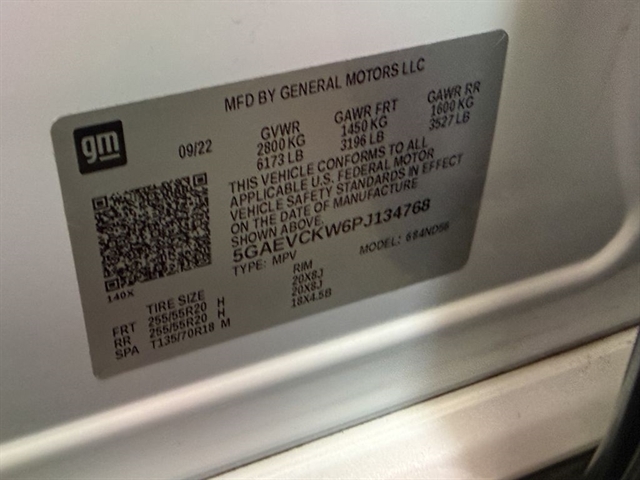 MFD BY GENERAL MOTORS LLC
gm
09/22
GVWR GAWR FRT GAWR RR
2800 KG 1450 KG 1600 KG
6173 LB 3196 LB 3527 LB
THIS VEHICLE CONFORMS TO ALL
APPLICABLE U.S. FEDERAL MOTOR
VEHICLE SAFETY STANDARDS IN EFFECT
ON THE DATE OF MANUFACTURE
SHOWN ABOVE.
5GAEVCKW6PJ134768
TYPE: MPV MODEL: 684ND56
140X
TIRE SIZE RIM
FRT 255/55R20 H 20X8J
RR 255/55R20 H 20X8J
SPA T135/70R18 M 18X4.5B